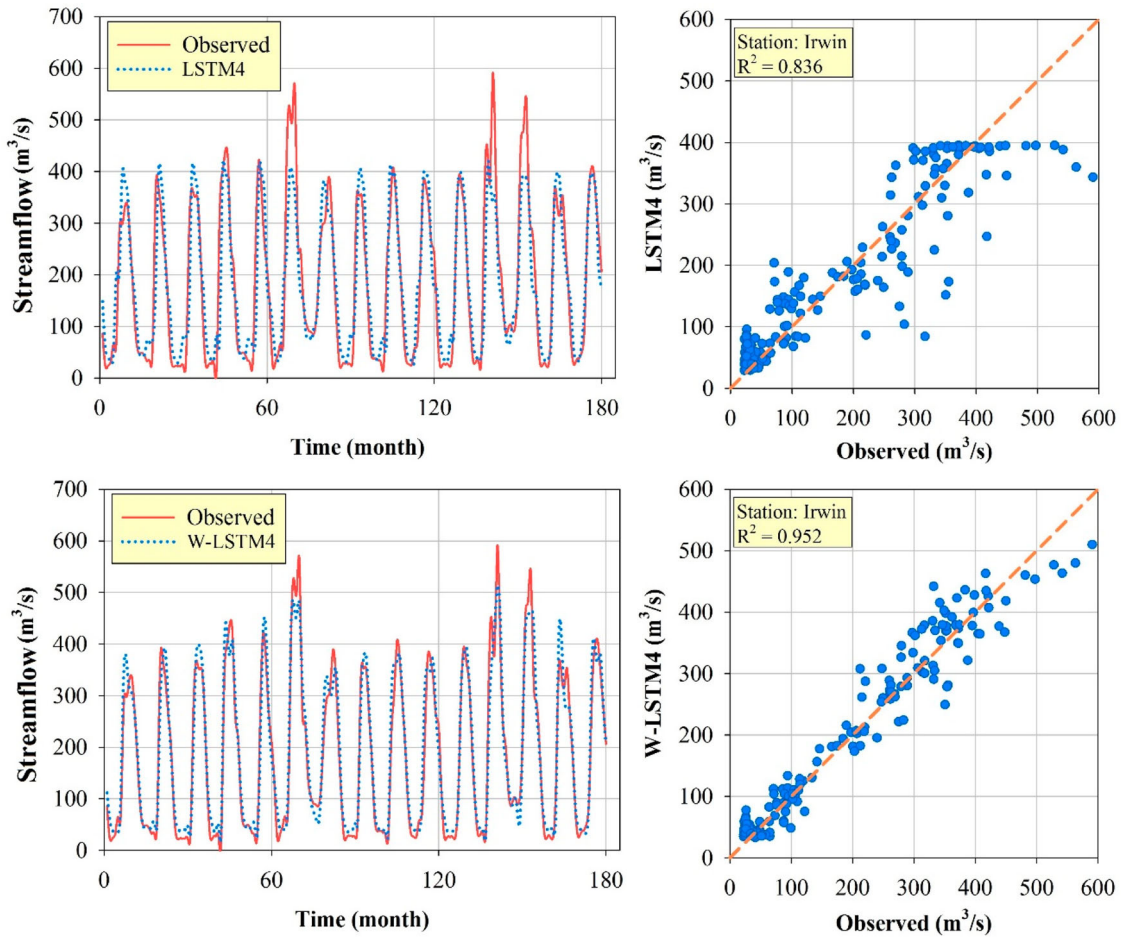 700
600
500
400
300
200
100
0
Streamflow (m³/s)
Observed
LSTM4
0 60 120 180
Time (month)
600
500
400
300
200
100
0
LSTM4 (m³/s)
Station: Irwin
R² = 0.836
0 100 200 300 400 500 600
Observed (m³/s)
700
600
500
400
300
200
100
0
Streamflow (m³/s)
Observed
W-LSTM4
0 60 120 180
Time (month)
600
500
400
300
200
100
0
W-LSTM4 (m³/s)
Station: Irwin
R² = 0.952
0 100 200 300 400 500 600
Observed (m³/s)